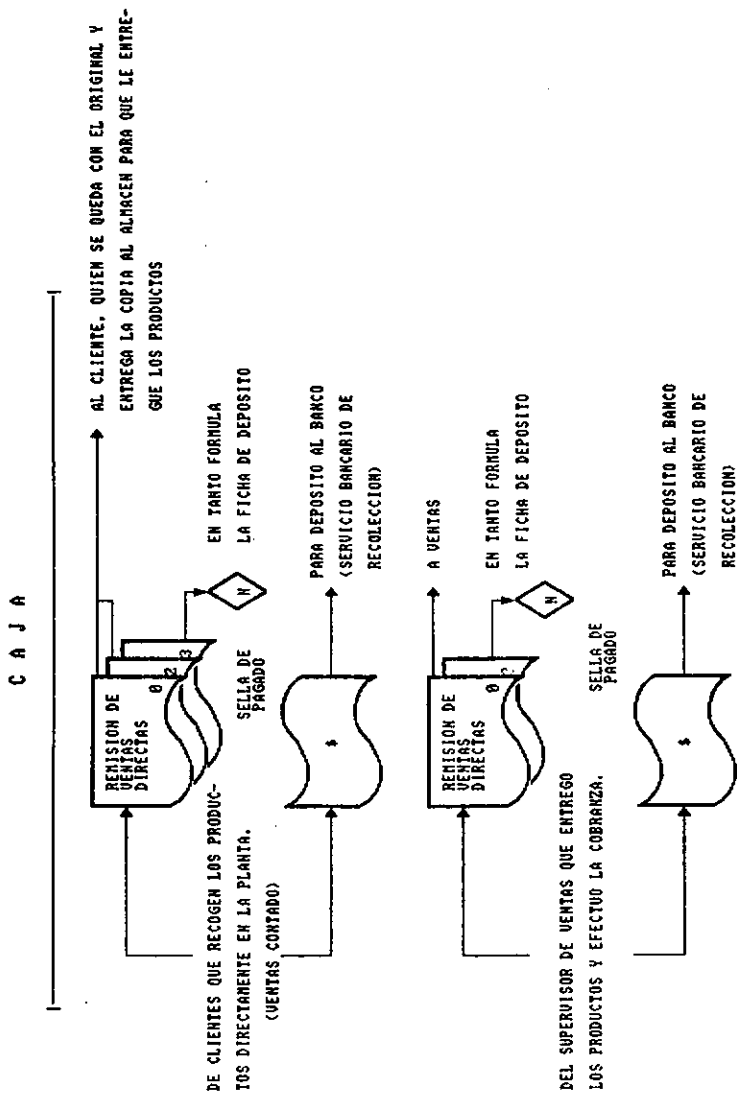 C A J A
DE CLIENTES QUE RECOGEN LOS PRODUC-
TOS DIRECTAMENTE EN LA PLANTA.
(VENTAS CONTADO)
REMISION DE
VENTAS
DIRECTAS
0
2
3
SELLA DE
PAGADO
$
AL CLIENTE, QUIEN SE QUEDA CON EL ORIGINAL Y
ENTREGA LA COPIA AL ALMACEN PARA QUE LE ENTRE-
GUE LOS PRODUCTOS
N
EN TANTO FORMULA
LA FICHA DE DEPOSITO
PARA DEPOSITO AL BANCO
(SERVICIO BANCARIO DE
RECOLECCION)
DEL SUPERVISOR DE VENTAS QUE ENTREGO
LOS PRODUCTOS Y EFECTUO LA COBRANZA.
REMISION DE
VENTAS
DIRECTAS
0
2
SELLA DE
PAGADO
$
A VENTAS
N
EN TANTO FORMULA
LA FICHA DE DEPOSITO
PARA DEPOSITO AL BANCO
(SERVICIO BANCARIO DE
RECOLECCION)